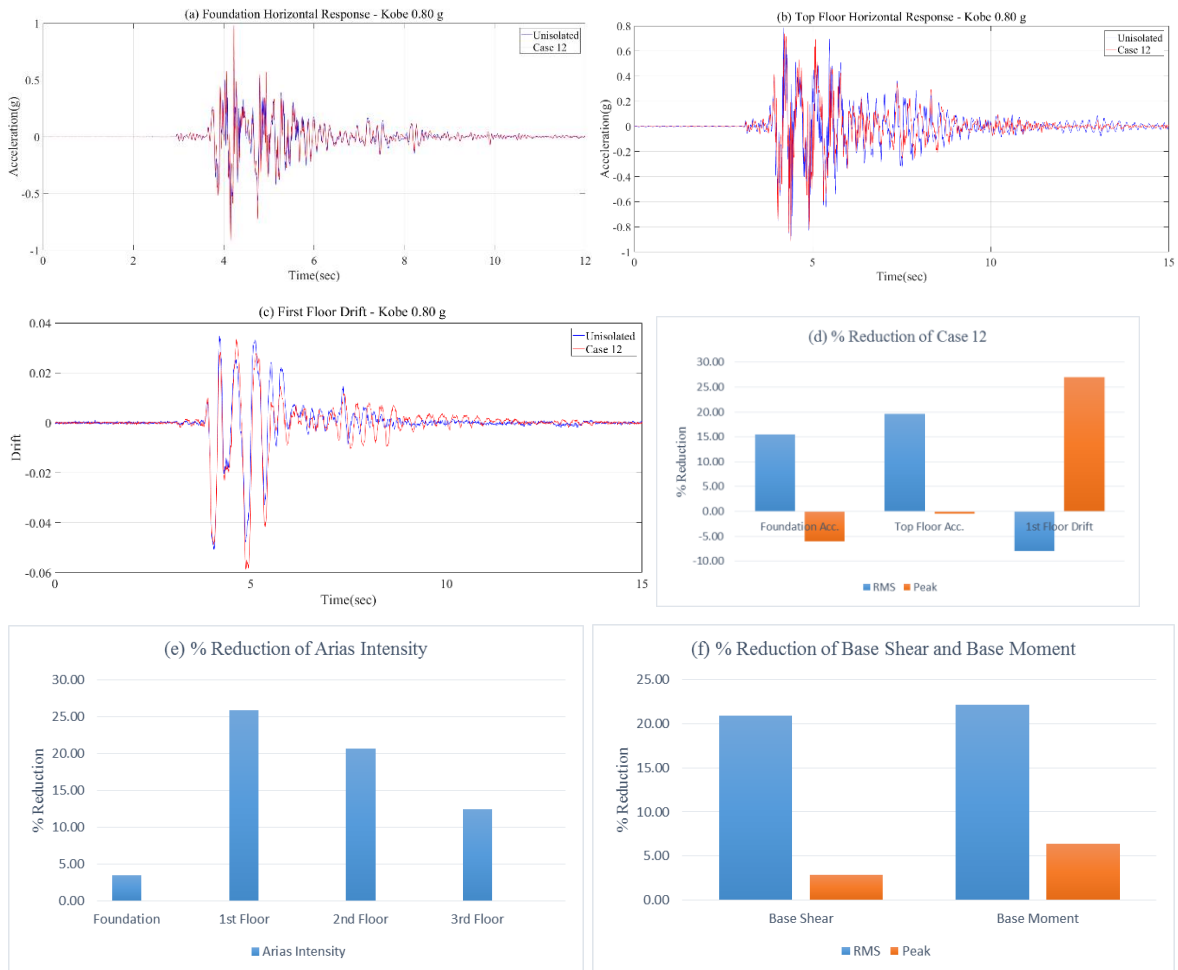 (a) Foundation Horizontal Response - Kobe 0.80 g
Unisolated
Case 12
Acceleration(g)
1
0.5
0
-0.5
-1
0
2
4
6
8
10
12
Time(sec)
(b) Top Floor Horizontal Response - Kobe 0.80 g
Unisolated
Case 12
Acceleration(g)
0.8
0.6
0.4
0.2
0
-0.2
-0.4
-0.6
-0.8
-1
0
5
10
15
Time(sec)
(c) First Floor Drift - Kobe 0.80 g
Unisolated
Case 12
Drift
0.04
0.02
0
-0.02
-0.04
-0.06
0
5
10
15
Time(sec)
(d) % Reduction of Case 12
% Reduction
30.00
25.00
20.00
15.00
10.00
5.00
0.00
-5.00
-10.00
Foundation Acc.
Top Floor Acc.
1st Floor Drift
RMS
Peak
(e) % Reduction of Arias Intensity
% Reduction
30.00
25.00
20.00
15.00
10.00
5.00
0.00
Foundation
1st Floor
2nd Floor
3rd Floor
Arias Intensity
(f) % Reduction of Base Shear and Base Moment
% Reduction
25.00
20.00
15.00
10.00
5.00
0.00
Base Shear
Base Moment
RMS
Peak